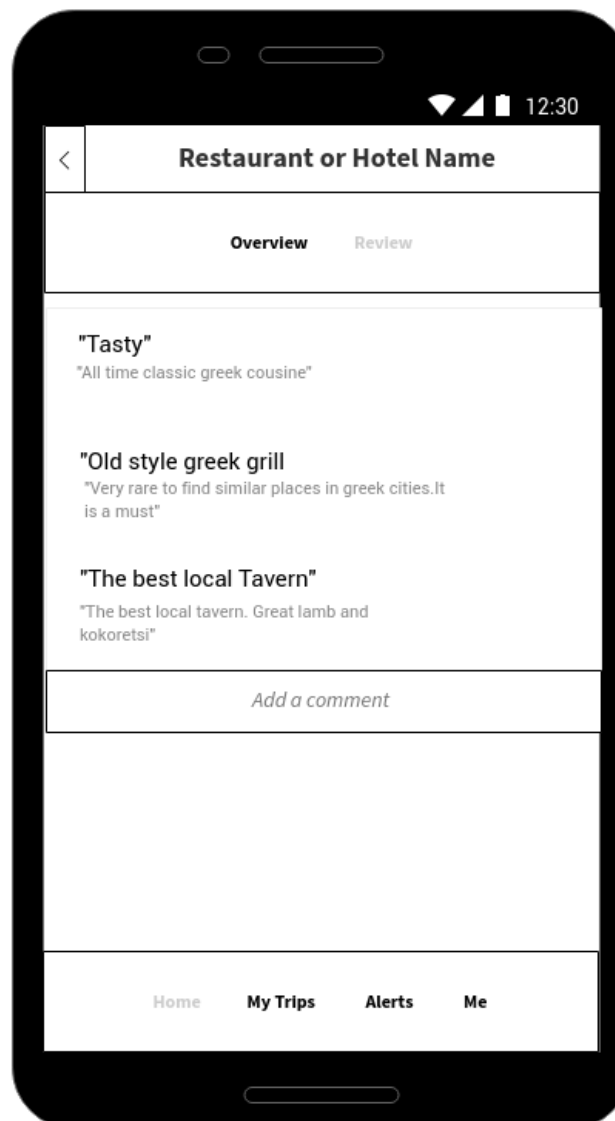 12:30
Restaurant or Hotel Name
Overview Review
"Tasty"
"All time classic greek cousine"
"Old style greek grill
"Very rare to find similar places in greek cities.It
is a must"
"The best local Tavern"
"The best local tavern. Great lamb and
kokoretsi"
Add a comment
Home My Trips Alerts Me